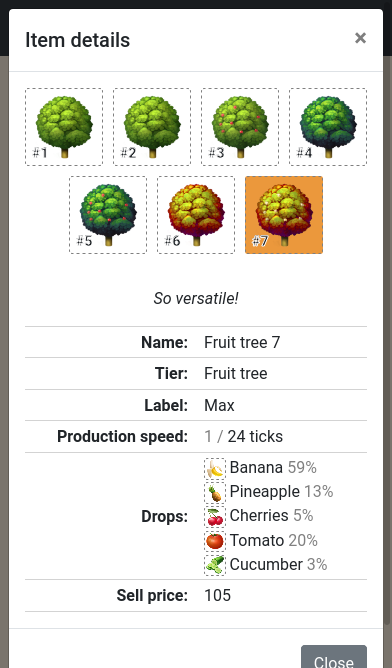 Item details ×
#1 #2 #3 #4
#5 #6 #7
So versatile!
Name: Fruit tree 7
Tier: Fruit tree
Label: Max
Production speed: 1 / 24 ticks
Drops:
Banana 59%
Pineapple 13%
Cherries 5%
Tomato 20%
Cucumber 3%
Sell price: 105
Close